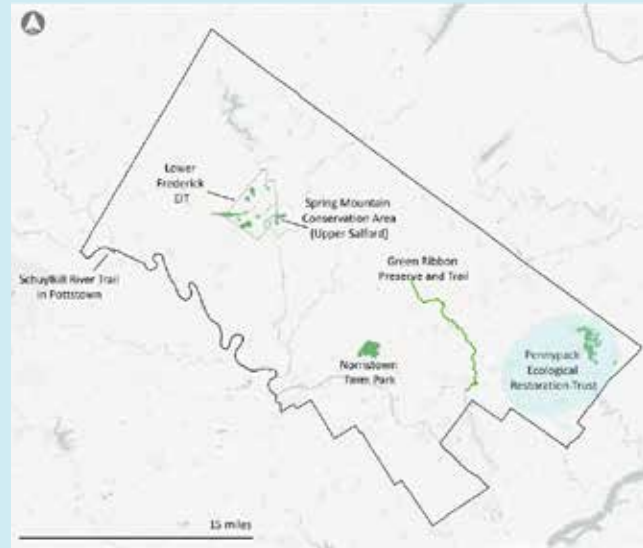 Lower
Frederick
EIT
Spring Mountain
Conservation Area
(Upper Salford)
Green Ribbon
Preserve and Trail
Schuylkill River Trail
in Pottstown
Norristown
Farm Park
Pennypack
Ecological
Restoration Trust
15 miles